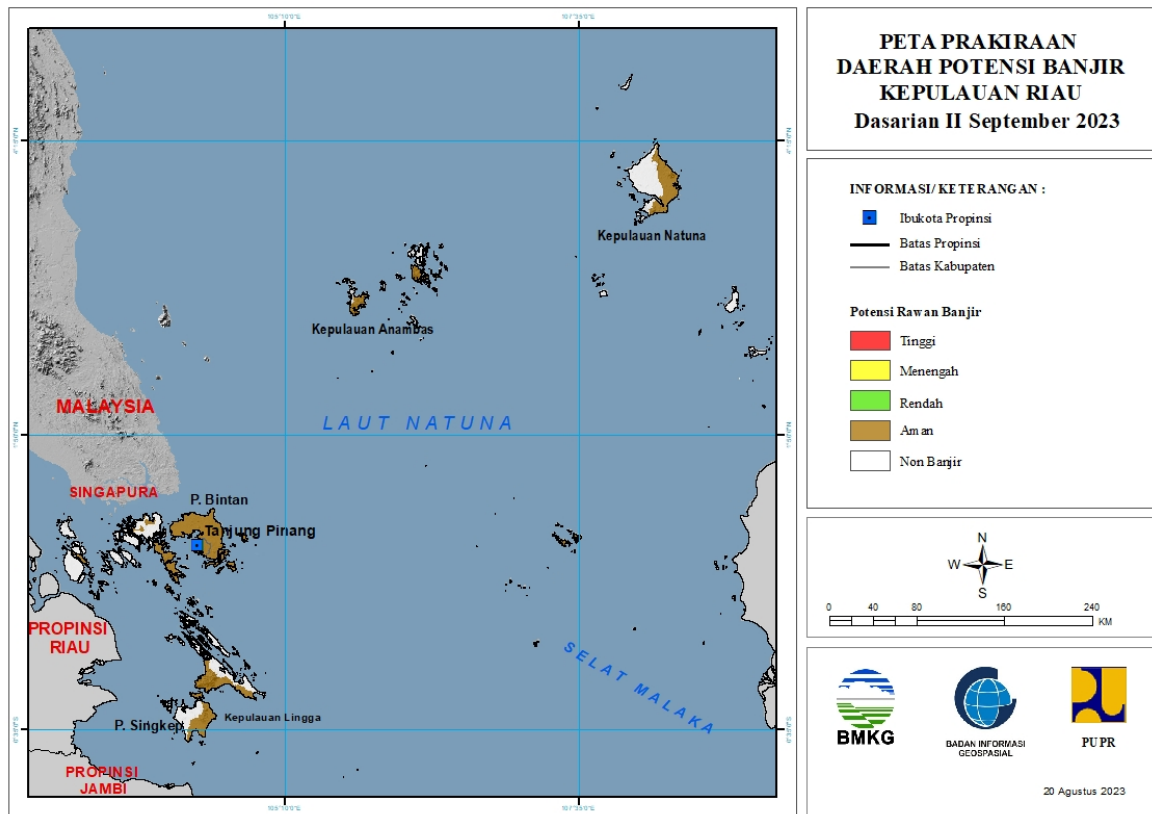 PETA PRAKIRAAN
DAERAH POTENSI BANJIR
KEPULAUAN RIAU
Dasarian II September 2023
INFORMASI/ KETERANGAN :
Ibukota Propinsi
Batas Propinsi
Batas Kabupaten
Potensi Rawan Banjir
Tinggi
Menengah
Rendah
Aman
Non Banjir
N
W E
S
0 40 80 160 240
KM
BMKG
BADAN INFORMASI
GEOSPASIAL
PUPR
20 Agustus 2023
Kepulauan Natuna
Kepulauan Anambas
MALAYSIA
LAUT NATUNA
SINGAPURA
P. Bintan
Tanjung Pinang
PROPINSI
RIAU
SELAT MALAKA
P. Singkep
Kepulauan Lingga
PROPINSI
JAMBI